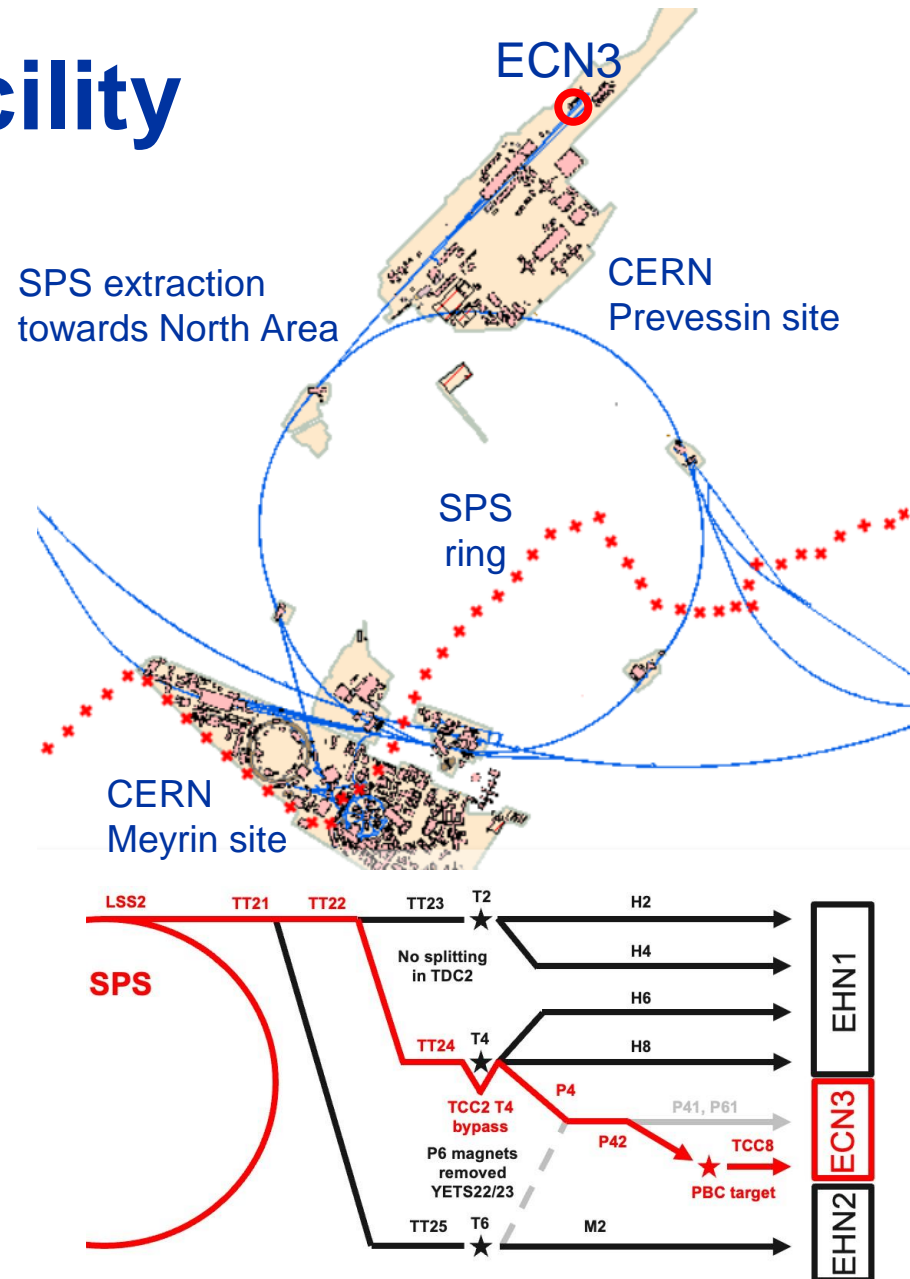 cility
ECN3
SPS extraction
towards North Area
CERN
Prevessin site
SPS
ring
CERN
Meyrin site
LSS2
TT21
TT22
TT23
T2
H2
No splitting
in TDC2
H4
SPS
H6
EHN1
TT24
T4
H8
TCC2 T4
bypass
P4
P41, P61
ECN3
P42
TCC8
P6 magnets
removed
YETS22/23
PBC target
TT25
T6
M2
EHN2